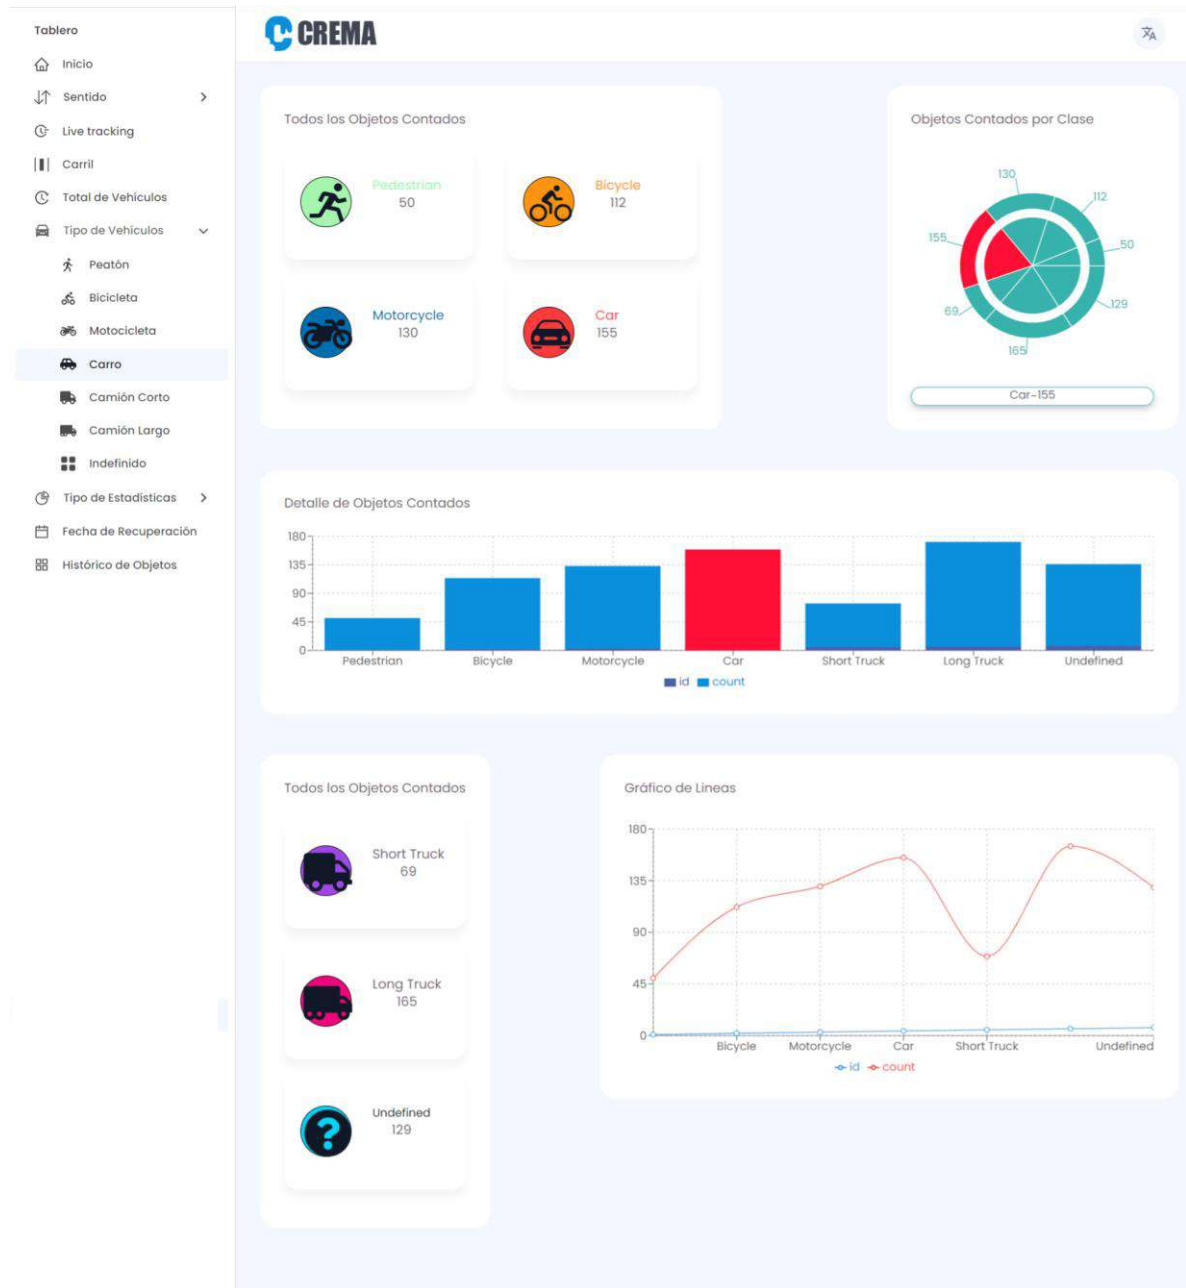 Tablero
Inicio
Sentido
Live tracking
Carril
Total de Vehículos
Tipo de Vehículos
Peatón
Bicicleta
Motocicleta
Carro
Camión Corto
Camión Largo
Indefinido
Tipo de Estadísticas
Fecha de Recuperación
Histórico de Objetos
CREMA
Todos los Objetos Contados
Pedestrian
50
Bicycle
112
Motorcycle
130
Car
155
Objetos Contados por Clase
130
112
155
50
69
129
165
Car-155
Detalle de Objetos Contados
180
135
90
45
0
Pedestrian Bicycle Motorcycle Car Short Truck Long Truck Undefined
id count
Todos los Objetos Contados
Short Truck
69
Long Truck
165
Undefined
129
Gráfico de Lineas
180
135
90
45
0
Bicycle Motorcycle Car Short Truck Undefined
id count